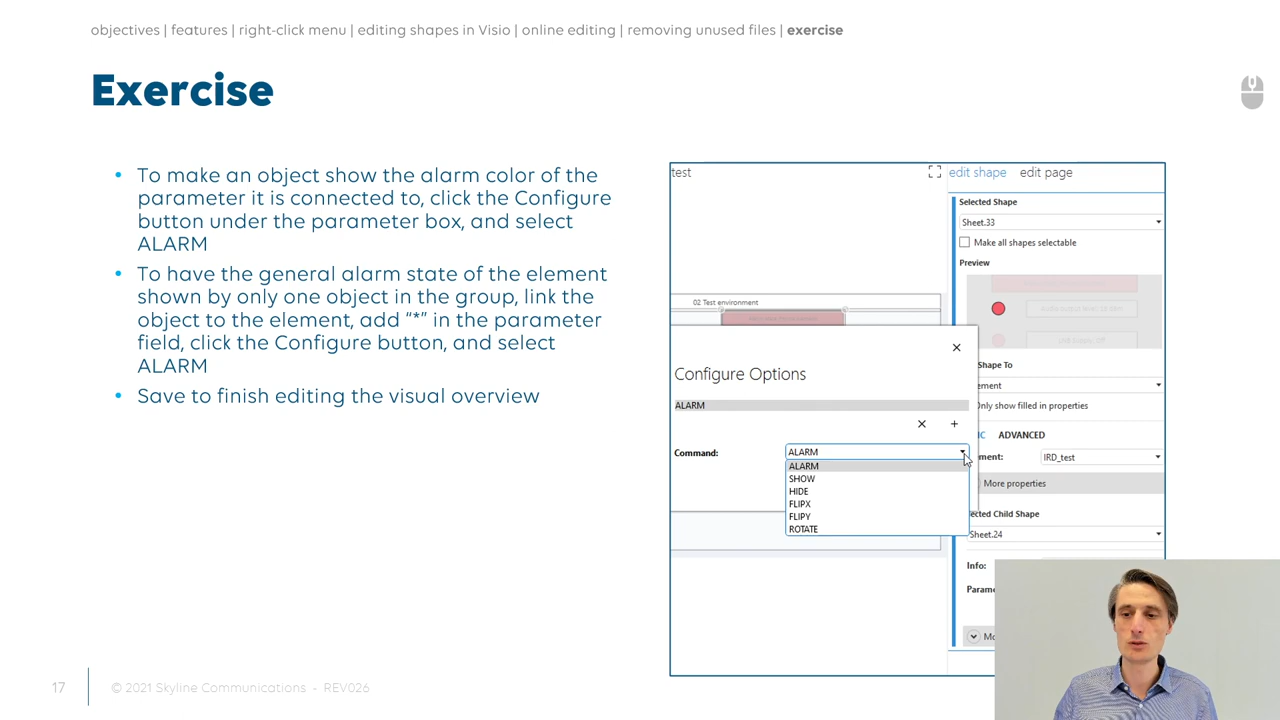 objectives | features | right-click menu | editing shapes in Visio | online editing | removing unused files | exercise
Exercise
• To make an object show the alarm color of the
parameter it is connected to, click the Configure
button under the parameter box, and select
ALARM
• To have the general alarm state of the element
shown by only one object in the group, link the
object to the element, add “*” in the parameter
field, click the Configure button, and select
ALARM
• Save to finish editing the visual overview
test
edit shape edit page
Selected Shape
Sheet.33
Make all shapes selectable
Preview
02 Test environment
Configure Options
ALARM
Command:
ALARM
ALARM
SHOW
HIDE
FLIPX
FLIPY
ROTATE
Shape To
ement
Only show filled in properties
IC ADVANCED
ment: IRD_test
More properties
ected Child Shape
Sheet.24
Info:
Parame
Mo
17
© 2021 Skyline Communications - REV026